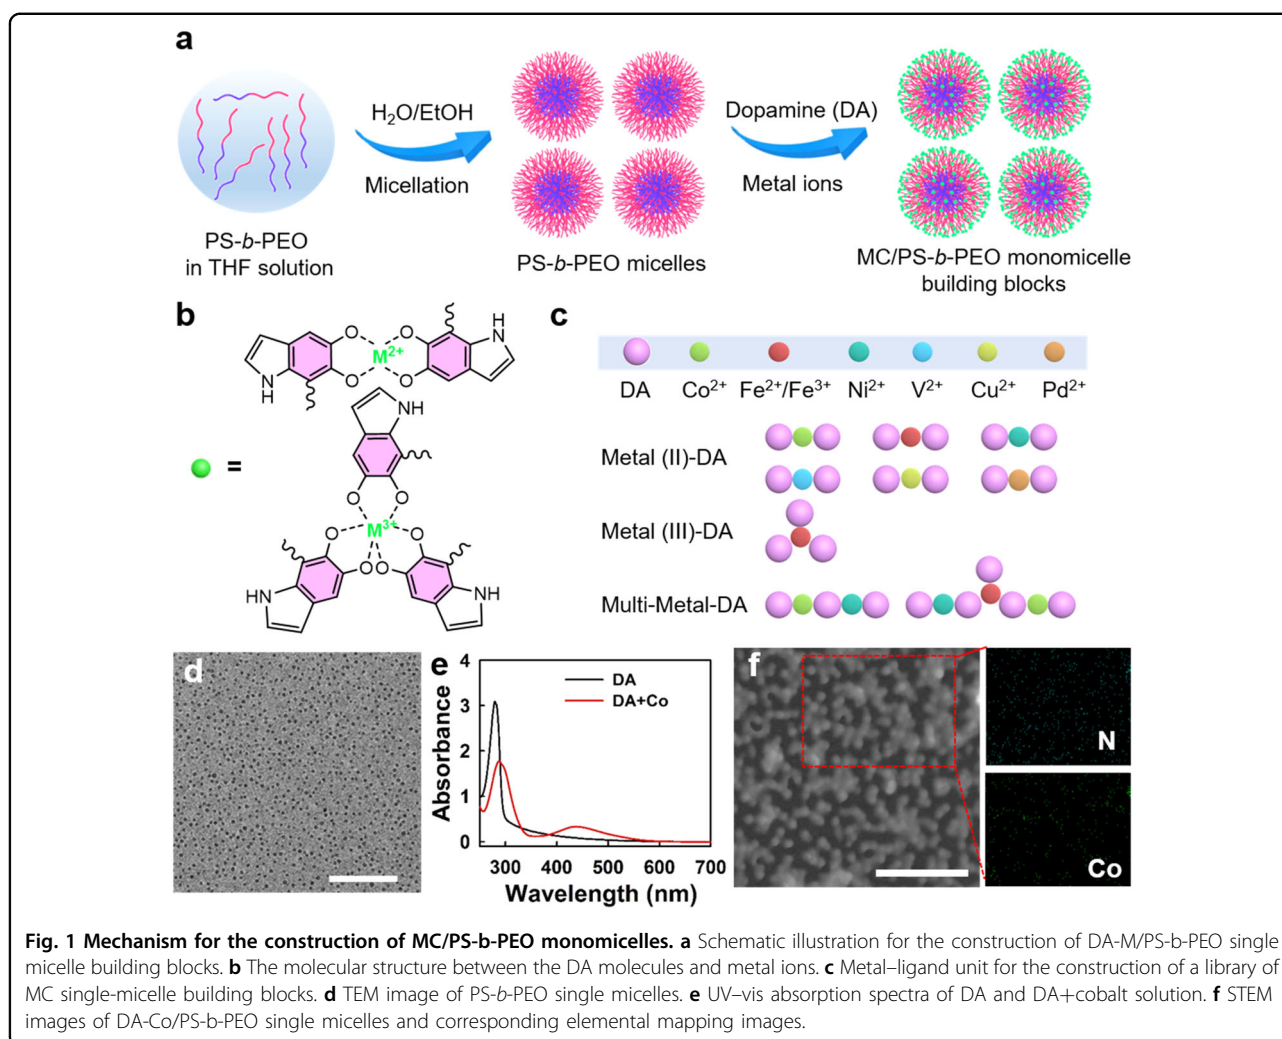 a
H₂O/EtOH
Micellation
Dopamine (DA)
Metal ions
PS-b-PEO
in THF solution
PS-b-PEO micelles
MC/PS-b-PEO monomicelle
building blocks
b
H
N
O
O
O
O
M²⁺
N
H
NH
O
O
M³⁺
O
O
O
O
HN
NH
=
c
DA
Co²⁺
Fe²⁺/Fe³⁺
Ni²⁺
V²⁺
Cu²⁺
Pd²⁺
Metal (II)-DA
Metal (III)-DA
Multi-Metal-DA
d
e
4
3
2
1
0
Absorbance
DA
DA+Co
300
400
500
600
700
Wavelength (nm)
f
N
Co
Fig. 1 Mechanism for the construction of MC/PS-b-PEO monomicelles. a Schematic illustration for the construction of DA-M/PS-b-PEO single
micelle building blocks. b The molecular structure between the DA molecules and metal ions. c Metal–ligand unit for the construction of a library of
MC single-micelle building blocks. d TEM image of PS-b-PEO single micelles. e UV–vis absorption spectra of DA and DA+cobalt solution. f STEM
images of DA-Co/PS-b-PEO single micelles and corresponding elemental mapping images.